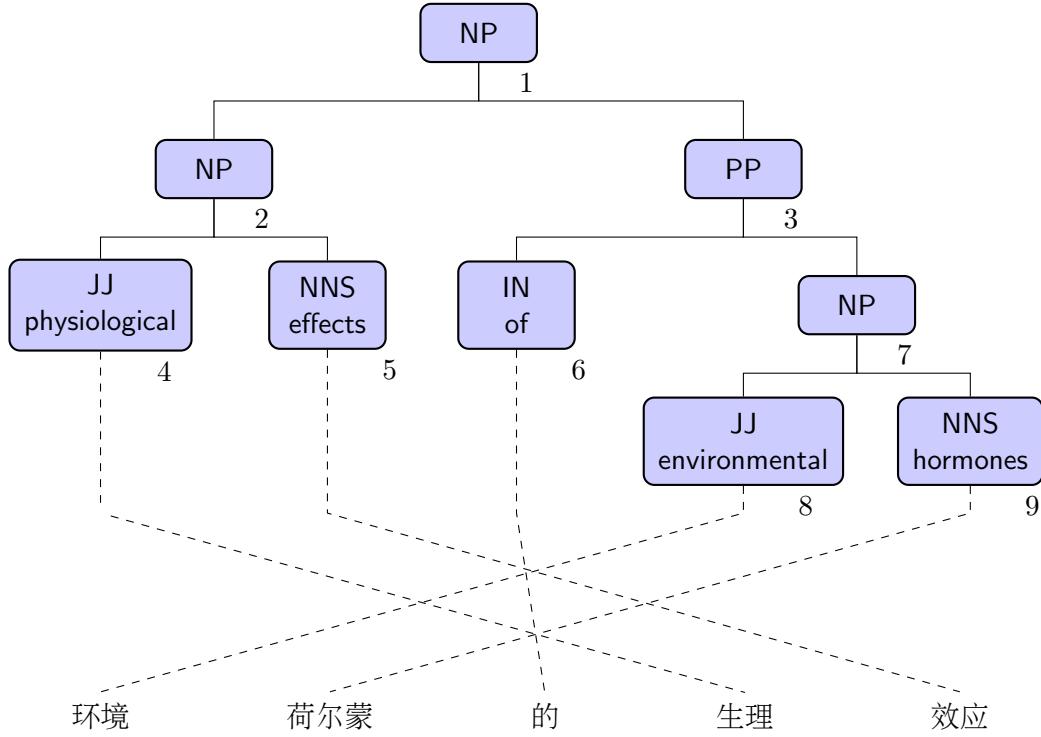 NP
1
NP
PP
2
3
JJ
physiological
NNS
effects
IN
of
NP
4
5
6
7
JJ
environmental
NNS
hormones
8
9
环境 荷尔蒙 的 生理 效应